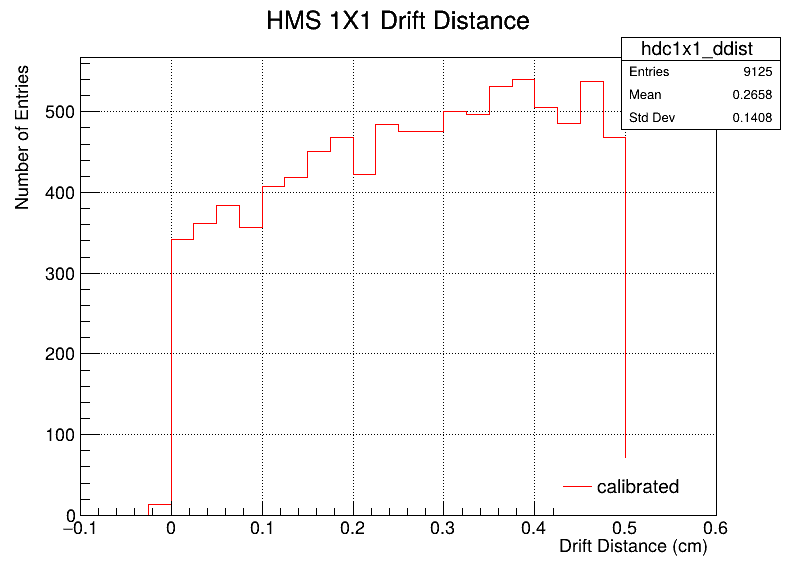 HMS 1X1 Drift Distance
hdc1x1_ddist
Entries 9125
Mean 0.2658
Std Dev 0.1408
Number of Entries
500
400
300
200
100
0
−0.1 0 0.1 0.2 0.3 0.4 0.5 0.6
Drift Distance (cm)
calibrated